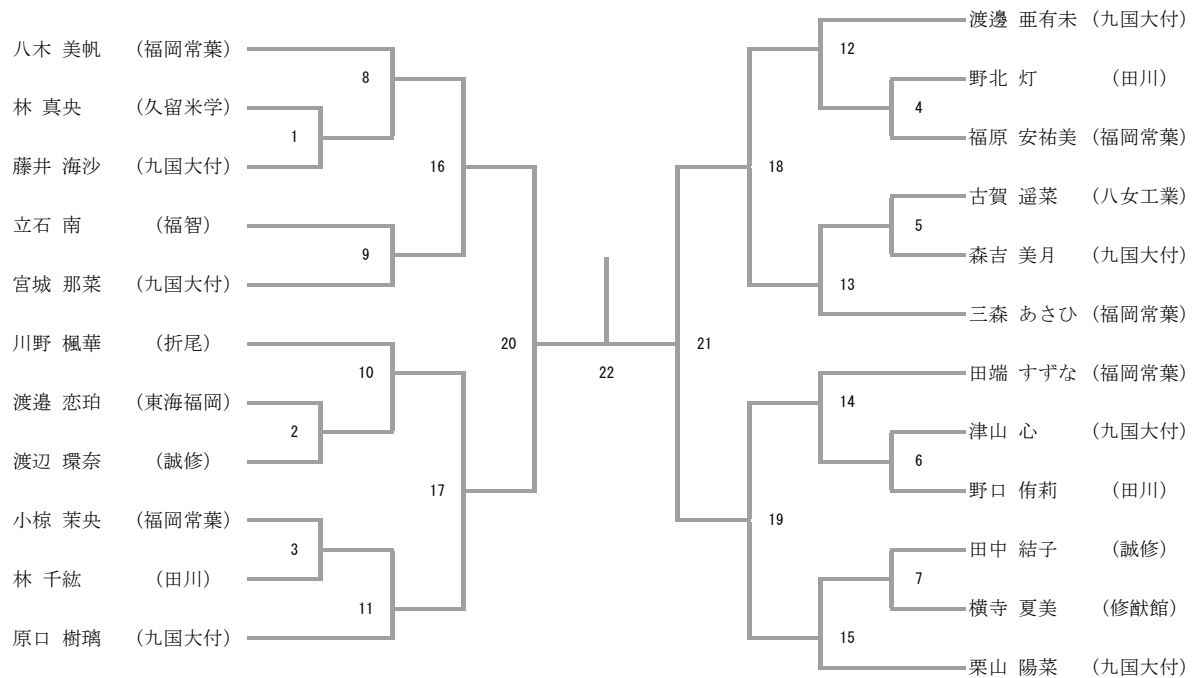 八木 美帆 (福岡常葉)
林 真央 (久留米学)
藤井 海沙 (九国大付)
立石 南 (福智)
宮城 那菜 (九国大付)
川野 楓華 (折尾)
渡邉 恋珀 (東海福岡)
渡辺 環奈 (誠修)
小椋 茉央 (福岡常葉)
林 千紘 (田川)
原口 樹璃 (九国大付)
1
2
3
8
9
10
11
16
17
20
22
21
18
19
12
13
14
15
4
5
6
7
渡邊 亜有未 (九国大付)
野北 灯 (田川)
福原 安祐美 (福岡常葉)
古賀 遥菜 (八女工業)
森吉 美月 (九国大付)
三森 あさひ (福岡常葉)
田端 すずな (福岡常葉)
津山 心 (九国大付)
野口 侑莉 (田川)
田中 結子 (誠修)
横寺 夏美 (修猷館)
栗山 陽菜 (九国大付)